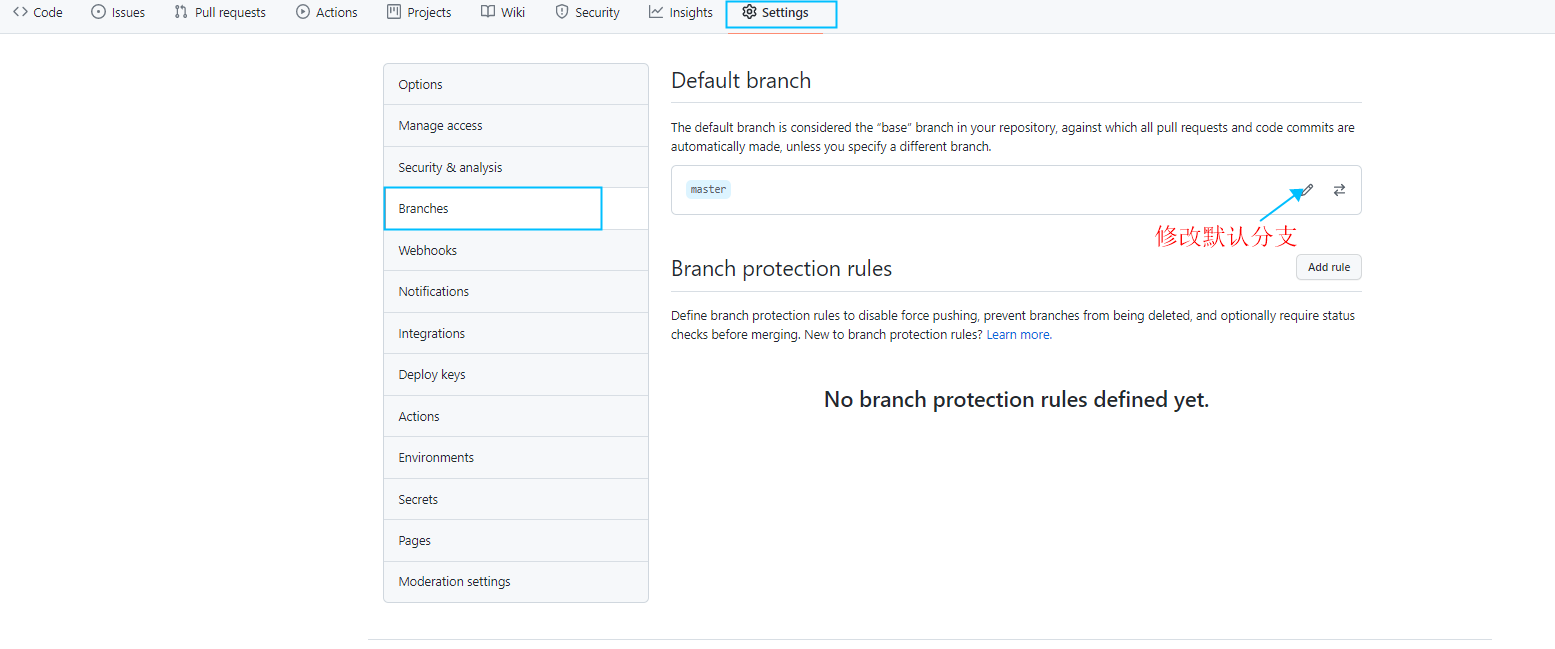 Code Issues Pull requests Actions Projects Wiki Security Insights Settings
Options
Manage access
Security & analysis
Branches
Webhooks
Notifications
Integrations
Deploy keys
Actions
Environments
Secrets
Pages
Moderation settings
Default branch
The default branch is considered the “base” branch in your repository, against which all pull requests and code commits are
automatically made, unless you specify a different branch.
master
修改默认分支
Branch protection rules
Add rule
Define branch protection rules to disable force pushing, prevent branches from being deleted, and optionally require status
checks before merging. New to branch protection rules? Learn more.
No branch protection rules defined yet.